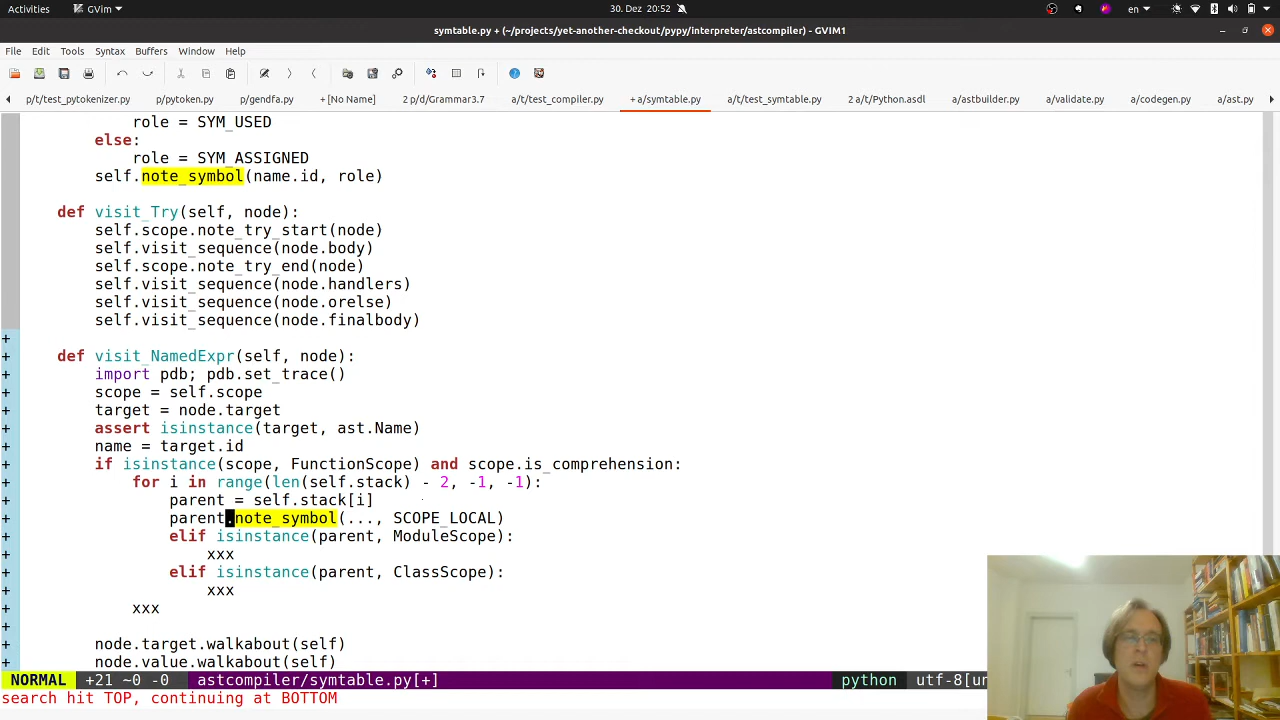 Activities GVim 30. Dez 20:52 en
symtable.py + (~/projects/yet-another-checkout/pypy/interpreter/astcompiler) - GVIM1
File Edit Tools Syntax Buffers Window Help
p/t/test_pytokenizer.py p/pytoken.py p/gendfa.py + [No Name] 2 p/d/Grammar3.7 a/t/test_compiler.py + a/symtable.py a/t/test_symtable.py 2 a/t/Python.asdl a/astbuilder.py a/validate.py a/codegen.py a/ast.py
role = SYM_USED
else:
role = SYM_ASSIGNED
self.note_symbol(name.id, role)
def visit_Try(self, node):
self.scope.note_try_start(node)
self.visit_sequence(node.body)
self.scope.note_try_end(node)
self.visit_sequence(node.handlers)
self.visit_sequence(node.orelse)
self.visit_sequence(node.finalbody)
+
+ def visit_NamedExpr(self, node):
+ import pdb; pdb.set_trace()
+ scope = self.scope
+ target = node.target
+ assert isinstance(target, ast.Name)
+ name = target.id
+ if isinstance(scope, FunctionScope) and scope.is_comprehension:
+ for i in range(len(self.stack) - 2, -1, -1):
+ parent = self.stack[i]
+ parent.note_symbol(..., SCOPE_LOCAL)
+ elif isinstance(parent, ModuleScope):
+ xxx
+ elif isinstance(parent, ClassScope):
+ xxx
+ xxx
+
+ node.target.walkabout(self)
+ node.value.walkabout(self)
NORMAL +21 ~0 -0 astcompiler/symtable.py[+] python utf-8[un
search hit TOP, continuing at BOTTOM